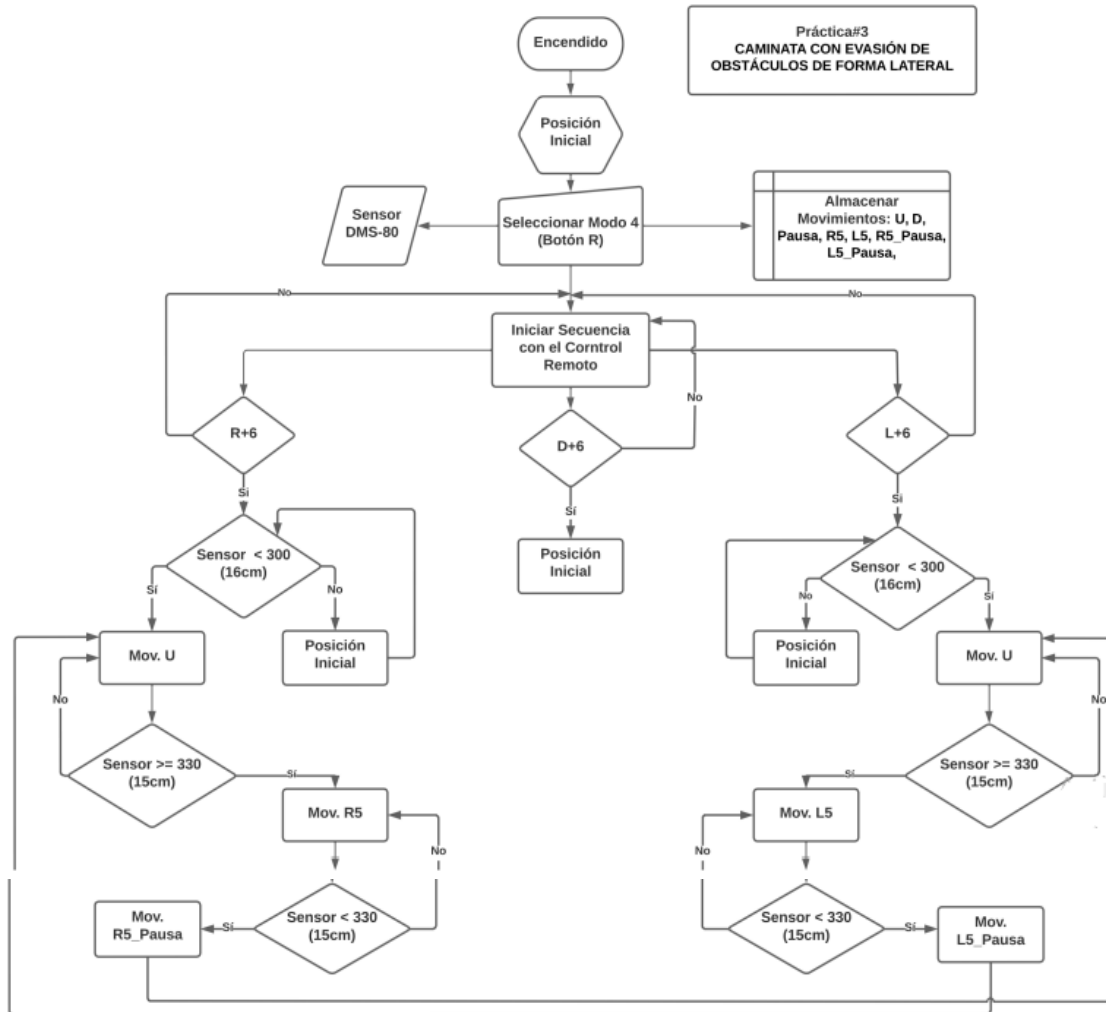 Práctica#3
CAMINATA CON EVASIÓN DE
OBSTÁCULOS DE FORMA LATERAL
Encendido
Posición
Inicial
Sensor
DMS-80
Seleccionar Modo 4
(Botón R)
Almacenar
Movimientos: U, D,
Pausa, R5, L5, R5_Pausa,
L5_Pausa,
No
No
Iniciar Secuencia
con el Corntrol
Remoto
No
R+6
D+6
L+6
Si
Sí
Si
Sensor < 300
(16cm)
Posición
Inicial
Sensor < 300
(16cm)
Sí
No
No
Sí
Mov. U
Posición
Inicial
Posición
Inicial
Mov. U
No
No
Sensor >= 330
(15cm)
Sensor >= 330
(15cm)
Sí
Sí
Mov. R5
Mov. L5
No
No
Sensor < 330
(15cm)
Sensor < 330
(15cm)
Mov.
R5_Pausa
Sí
Sí
Mov.
L5_Pausa